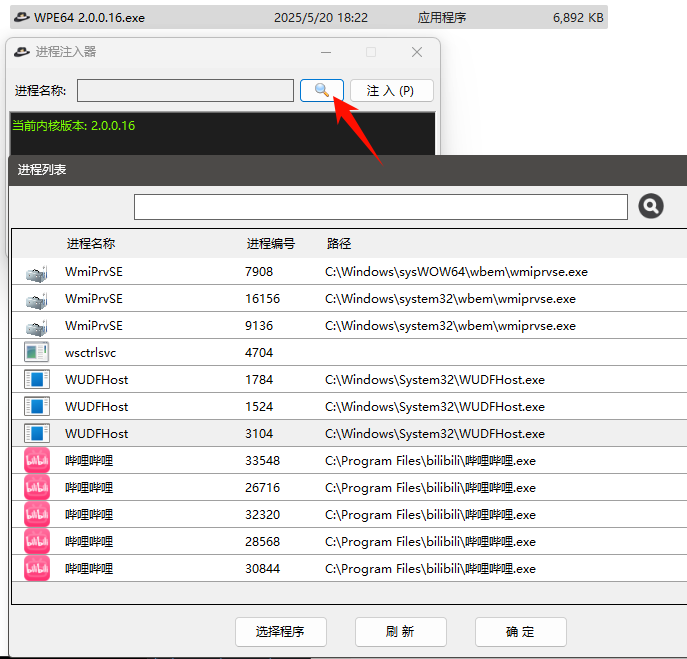 WPE64 2.0.0.16.exe 2025/5/20 18:22 应用程序 6,892 KB
进程注入器
进程名称: 注 入 (P)
当前内核版本: 2.0.0.16
进程列表
进程名称 进程编号 路径
WmiPrvSE 7908 C:\Windows\sysWOW64\wbem\wmiprvse.exe
WmiPrvSE 16156 C:\Windows\system32\wbem\wmiprvse.exe
WmiPrvSE 9136 C:\Windows\system32\wbem\wmiprvse.exe
wsctrlsvc 4704
WUDFHost 1784 C:\Windows\System32\WUDFHost.exe
WUDFHost 1524 C:\Windows\System32\WUDFHost.exe
WUDFHost 3104 C:\Windows\System32\WUDFHost.exe
哔哩哔哩 33548 C:\Program Files\bilibili\哔哩哔哩.exe
哔哩哔哩 26716 C:\Program Files\bilibili\哔哩哔哩.exe
哔哩哔哩 32320 C:\Program Files\bilibili\哔哩哔哩.exe
哔哩哔哩 28568 C:\Program Files\bilibili\哔哩哔哩.exe
哔哩哔哩 30844 C:\Program Files\bilibili\哔哩哔哩.exe
选择程序 刷 新 确 定